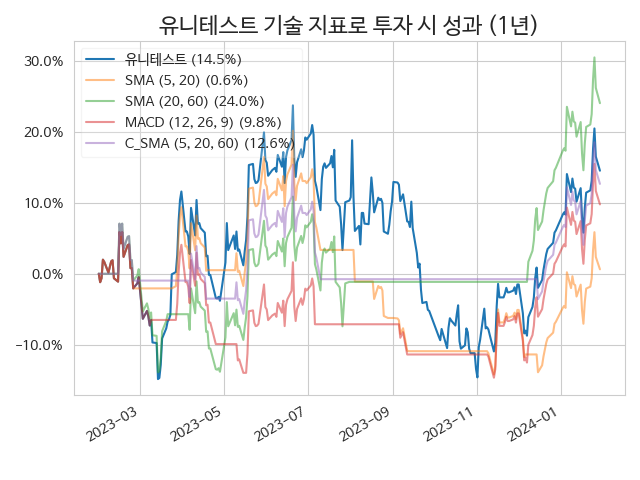 유니테스트 기술 지표로 투자 시 성과 (1년)
유니테스트 (14.5%)
SMA (5, 20) (0.6%)
SMA (20, 60) (24.0%)
MACD (12, 26, 9) (9.8%)
C_SMA (5, 20, 60) (12.6%)
30.0%
20.0%
10.0%
0.0%
−10.0%
2023-03
2023-05
2023-07
2023-09
2023-11
2024-01